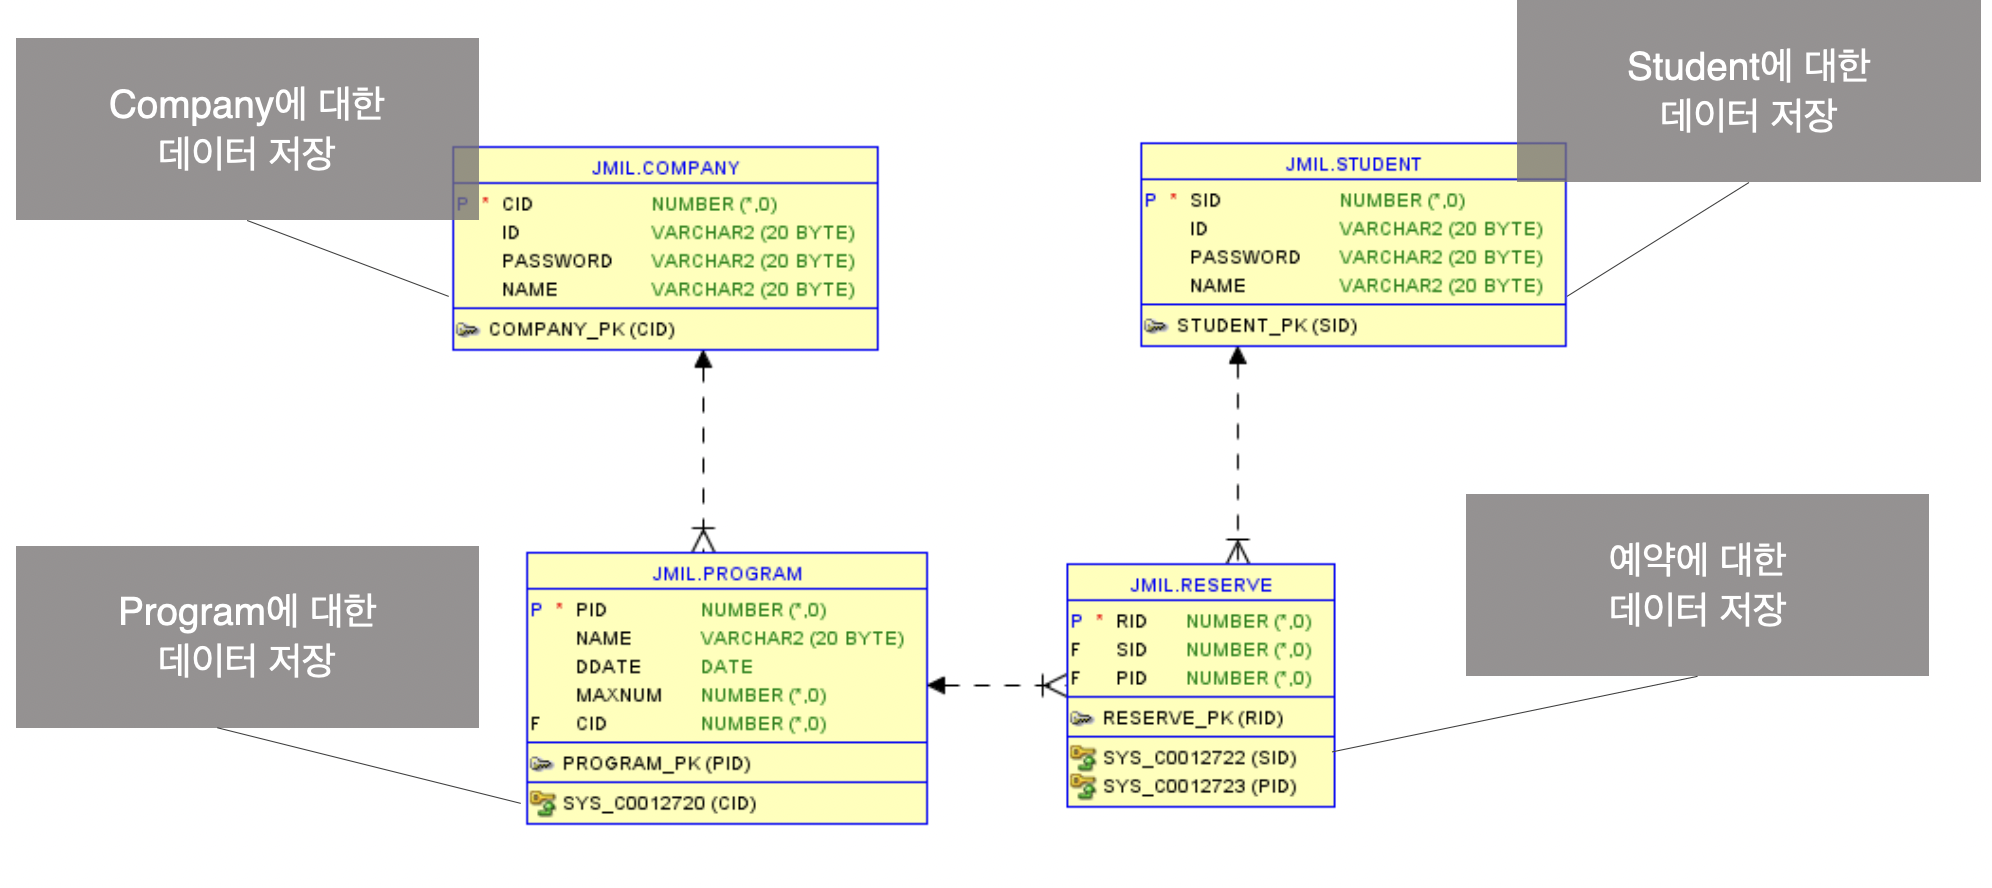 Company에 대한
데이터 저장
Student에 대한
데이터 저장
JMIL.COMPANY
P * CID NUMBER (*,0)
ID VARCHAR2 (20 BYTE)
PASSWORD VARCHAR2 (20 BYTE)
NAME VARCHAR2 (20 BYTE)
COMPANY_PK (CID)
JMIL.STUDENT
P * SID NUMBER (*,0)
ID VARCHAR2 (20 BYTE)
PASSWORD VARCHAR2 (20 BYTE)
NAME VARCHAR2 (20 BYTE)
STUDENT_PK (SID)
Program에 대한
데이터 저장
JMIL.PROGRAM
P * PID NUMBER (*,0)
NAME VARCHAR2 (20 BYTE)
DDATE DATE
MAXNUM NUMBER (*,0)
F CID NUMBER (*,0)
PROGRAM_PK (PID)
SYS_C0012720 (CID)
JMIL.RESERVE
P * RID NUMBER (*,0)
F SID NUMBER (*,0)
F PID NUMBER (*,0)
RESERVE_PK (RID)
SYS_C0012722 (SID)
SYS_C0012723 (PID)
예약에 대한
데이터 저장